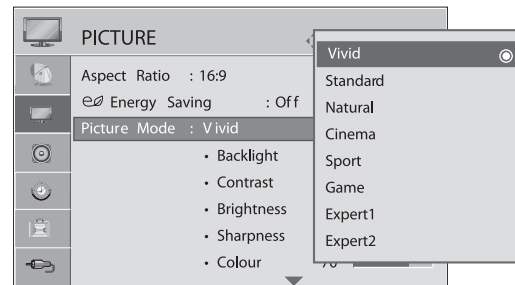 PICTURE
Aspect Ratio : 16:9
Energy Saving : Off
Picture Mode : Vivid
• Backlight
• Contrast
• Brightness
• Sharpness
• Colour 70
Vivid
Standard
Natural
Cinema
Sport
Game
Expert1
Expert2